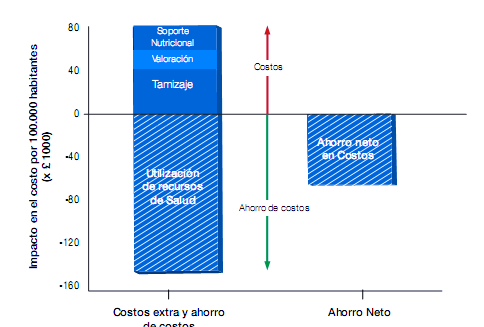 Impacto en el costo por 100.000 habitantes
(x £ 1000)
80
40
0
-40
-80
-120
-160
Soporte
Nutricional
Valoración
Tamizaje
Utilización
de recursos
de Salud
Costos
Ahorro de costos
Ahorro neto
en Costos
Costos extra y ahorro
de costos
Ahorro Neto